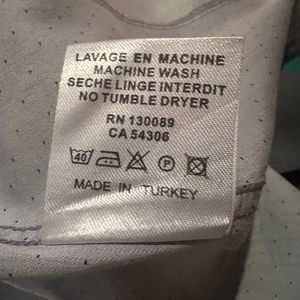 LAVAGE EN MACHINE
MACHINE WASH
SECHE LINGE INTERDIT
NO TUMBLE DRYER
RN 130089
CA 54306
40 P
MADE IN TURKEY